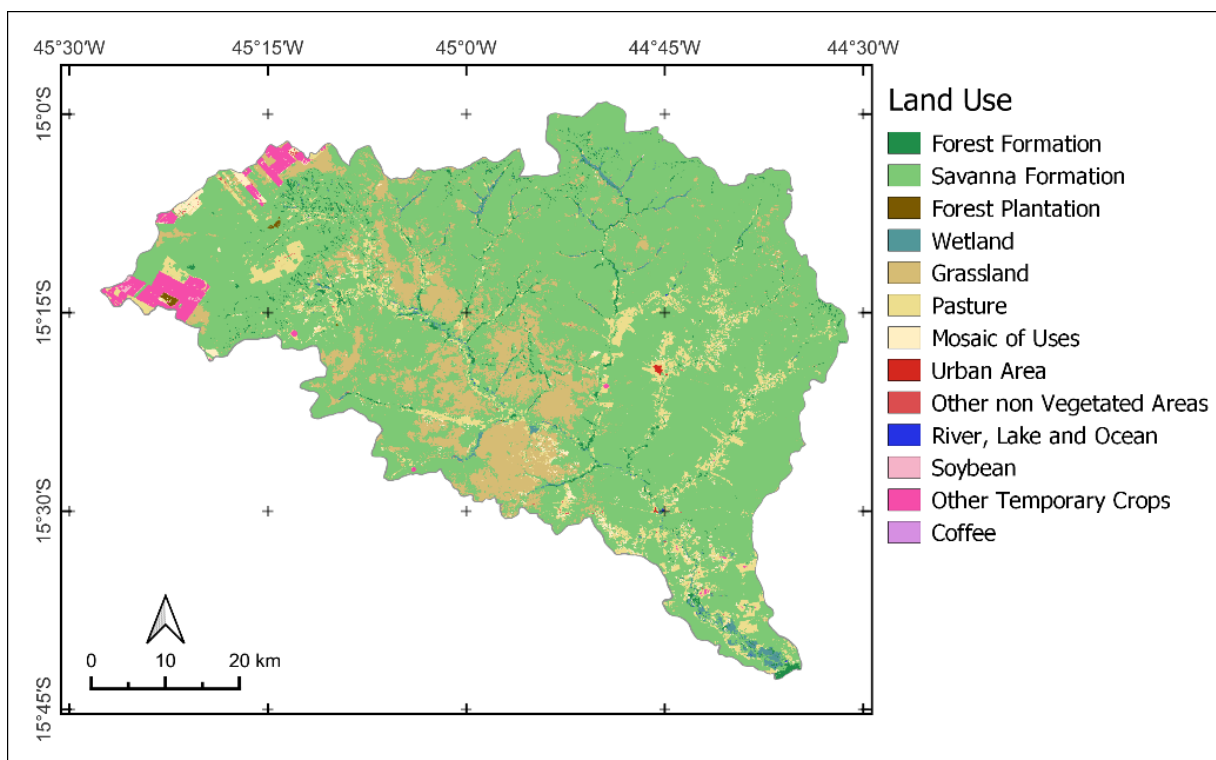 45°30′W 45°15′W 45°0′W 44°45′W 44°30′W
15°0′S
15°15′S
15°30′S
15°45′S
0 10 20 km
Land Use
Forest Formation
Savanna Formation
Forest Plantation
Wetland
Grassland
Pasture
Mosaic of Uses
Urban Area
Other non Vegetated Areas
River, Lake and Ocean
Soybean
Other Temporary Crops
Coffee